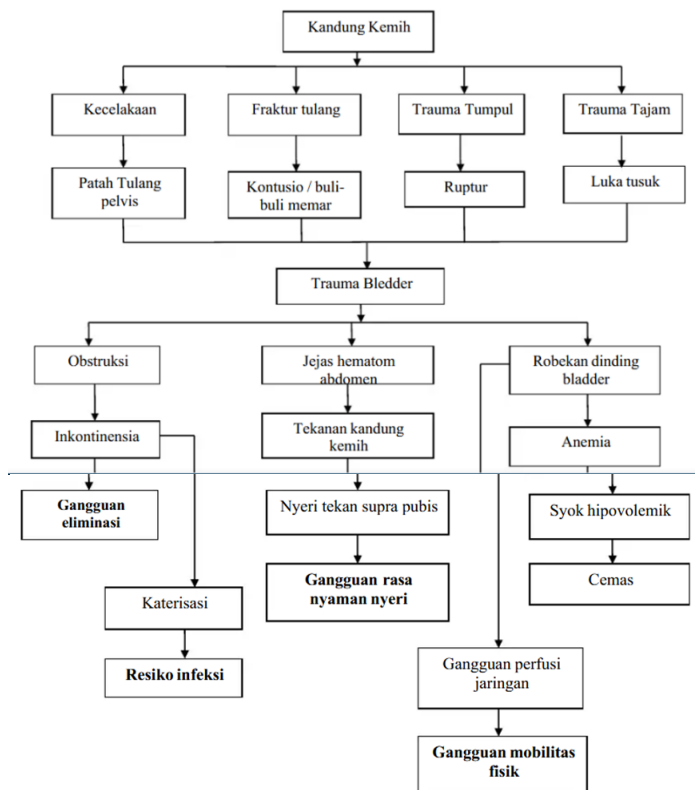 Kandung Kemih
Kecelakaan
Fraktur tulang
Trauma Tumpul
Trauma Tajam
Patah Tulang
pelvis
Kontusio / buli-
buli memar
Ruptur
Luka tusuk
Trauma Bledder
Obstruksi
Jejas hematom
abdomen
Robekan dinding
bladder
Inkontinensia
Tekanan kandung
kemih
Anemia
Gangguan
eliminasi
Nyeri tekan supra pubis
Syok hipovolemik
Gangguan rasa
nyaman nyeri
Cemas
Katerisasi
Resiko infeksi
Gangguan perfusi
jaringan
Gangguan mobilitas
fisik